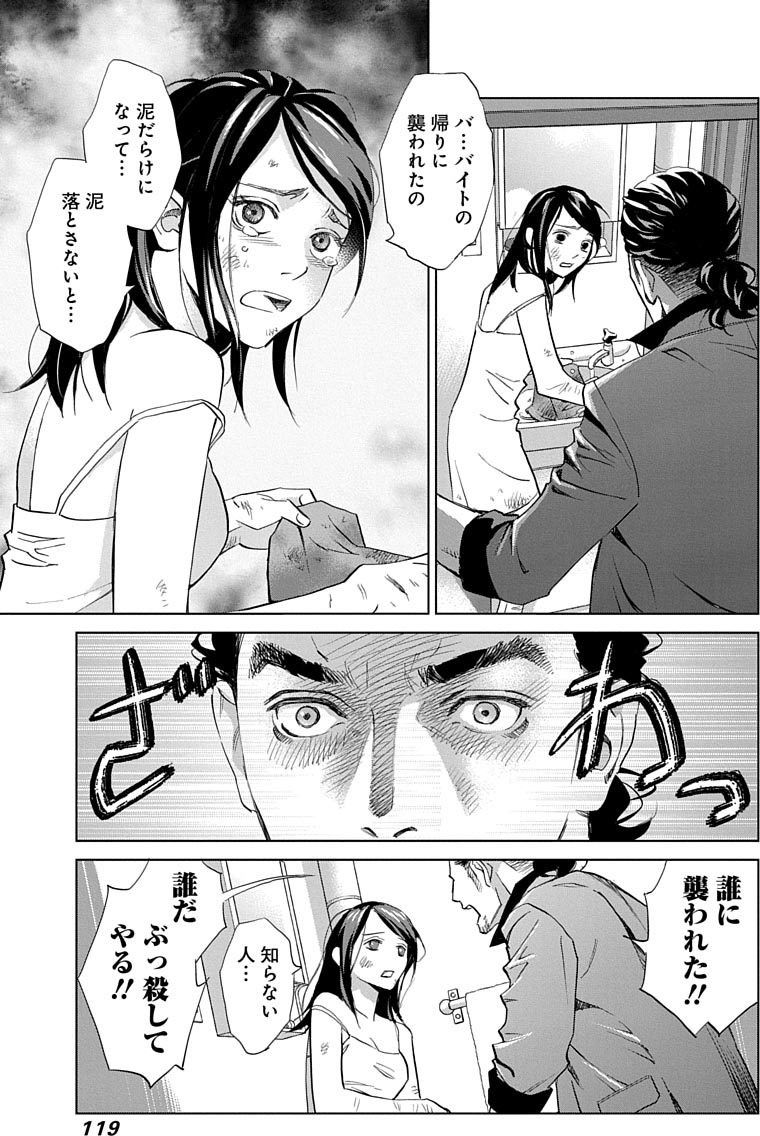 バ…バイトの
帰りに
襲われたの
泥だらけに
なって…
泥
落とさないと…
ざわっ
誰に
襲われた!!
知らない
人…
誰だ
ぶっ殺して
やる!!
119